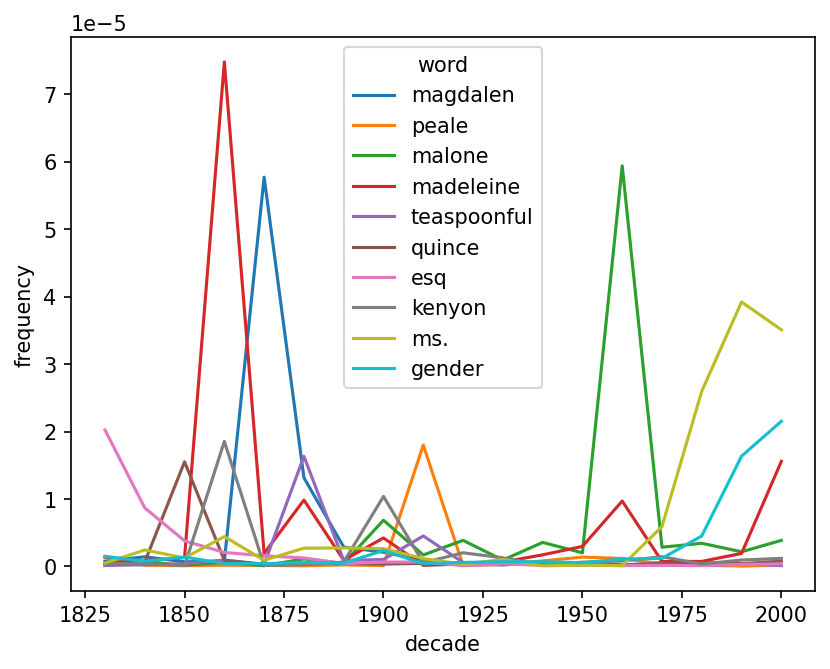 1e−5
word
magdalen
peale
malone
madeleine
teaspoonful
quince
esq
kenyon
ms.
gender
7
6
5
4
3
2
1
0
frequency
1825 1850 1875 1900 1925 1950 1975 2000
decade